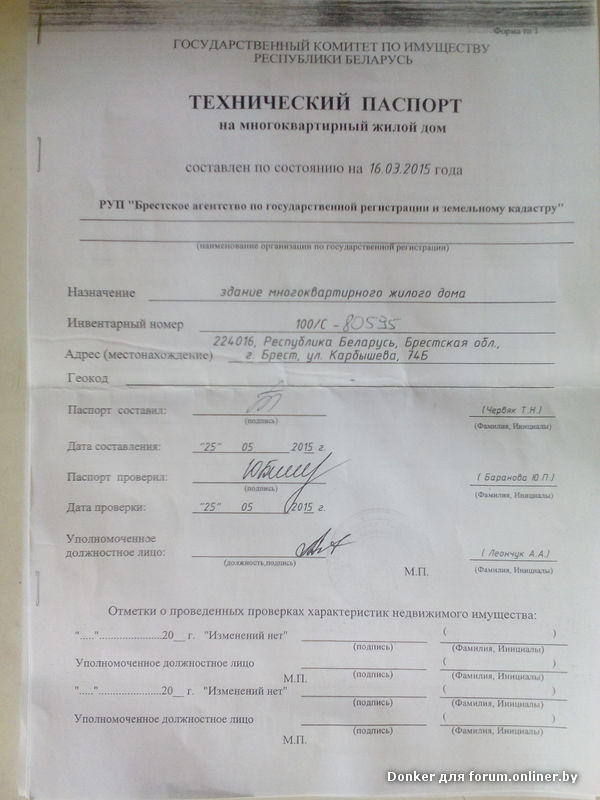 Форма тп 1
ГОСУДАРСТВЕННЫЙ КОМИТЕТ ПО ИМУЩЕСТВУ
РЕСПУБЛИКИ БЕЛАРУСЬ
ТЕХНИЧЕСКИЙ ПАСПОРТ
на многоквартирный жилой дом
составлен по состоянию на 16.03.2015 года
РУП "Брестское агентство по государственной регистрации и земельному кадастру"
(наименование организации по государственной регистрации)
Назначение здание многоквартирного жилого дома
Инвентарный номер 100/С - 80595
224016, Республика Беларусь, Брестская обл.,
Адрес (местонахождение) г. Брест, ул. Карбышева, 74Б
Геокод -
Паспорт составил: (Червяк Т.Н.)
(подпись) (Фамилия, Инициалы)
Дата составления: "25" 05 2015 г.
Паспорт проверил: ( Баранова Ю.П.)
(подпись) (Фамилия, Инициалы)
Дата проверки: "25" 05 2015 г.
Уполномоченное
должностное лицо: ( Леончук А.А.)
(должность,подпись) (Фамилия, Инициалы)
М.П.
Отметки о проведенных проверках характеристик недвижимого имущества:
"....."......................20__ г. "Изменений нет" ( )
(подпись) (Фамилия, Инициалы)
Уполномоченное должностное лицо ( )
М.П. (подпись) (Фамилия, Инициалы)
"....."......................20__ г. "Изменений нет" ( )
(подпись) (Фамилия, Инициалы)
Уполномоченное должностное лицо ( )
(подпись) (Фамилия, Инициалы)
М.П.
Donker для forum.onliner.by